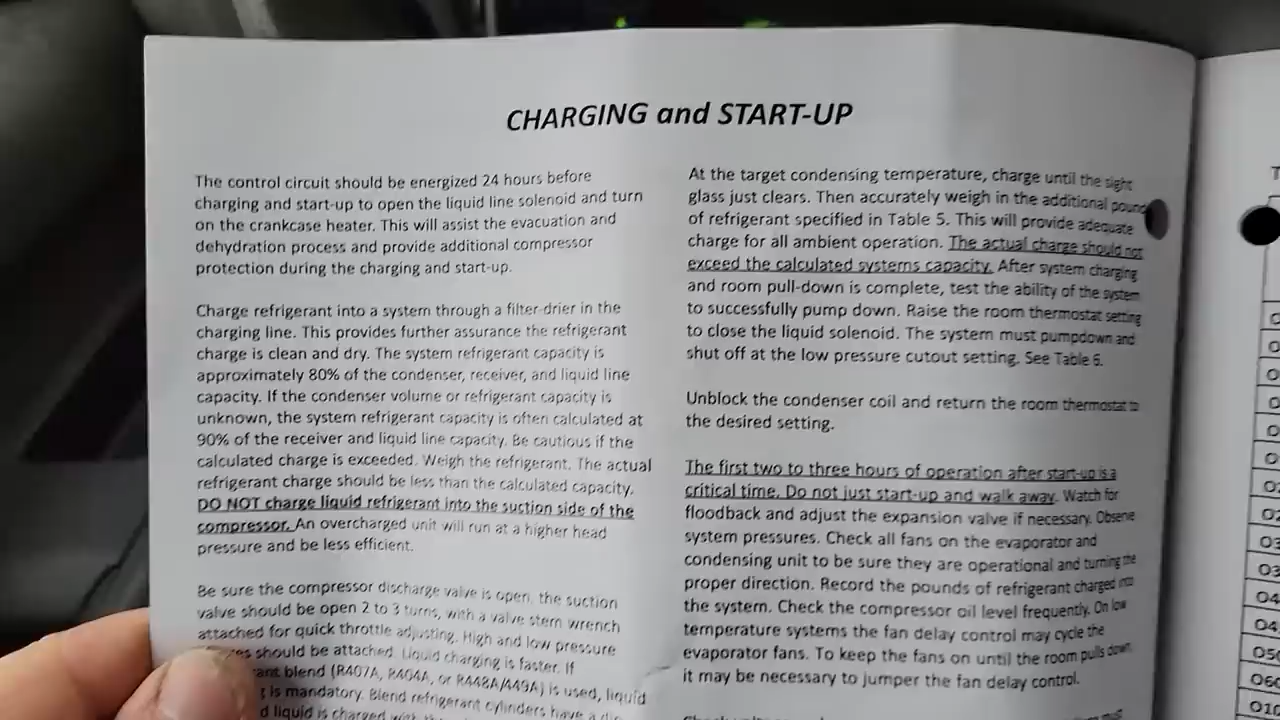 CHARGING and START-UP
The control circuit should be energized 24 hours before
charging and start-up to open the liquid line solenoid and turn
on the crankcase heater. This will assist the evacuation and
dehydration process and provide additional compressor
protection during the charging and start-up.
Charge refrigerant into a system through a filter-drier in the
charging line. This provides further assurance the refrigerant
charge is clean and dry. The system refrigerant capacity is
approximately 80% of the condenser, receiver, and liquid line
capacity. If the condenser volume or refrigerant capacity is
unknown, the system refrigerant capacity is often calculated at
90% of the receiver and liquid line capacity. Be cautious if the
calculated charge is exceeded. Weigh the refrigerant. The actual
refrigerant charge should be less than the calculated capacity.
DO NOT charge liquid refrigerant into the suction side of the
compressor. An overcharged unit will run at a higher head
pressure and be less efficient.
Be sure the compressor discharge valve is open, the suction
valve should be open 2 to 3 turns, with a valve stem wrench
attached for quick throttle adjusting. High and low pressure
should be attached. Liquid charging is faster. If
blend (R407A, R404A, or R448A/449A) is used, liquid
is mandatory. Blend refrigerant cylinders have a
liquid is charged
At the target condensing temperature, charge until the sight
glass just clears. Then accurately weigh in the additional pound
of refrigerant specified in Table 5. This will provide adequate
charge for all ambient operation. The actual charge should not
exceed the calculated systems capacity. After system charging
and room pull-down is complete, test the ability of the system
to successfully pump down. Raise the room thermostat setting
to close the liquid solenoid. The system must pumpdown and
shut off at the low pressure cutout setting. See Table 6.
Unblock the condenser coil and return the room thermostat to
the desired setting.
The first two to three hours of operation after start-up is a
critical time. Do not just start-up and walk away. Watch for
floodback and adjust the expansion valve if necessary. Observe
system pressures. Check all fans on the evaporator and
condensing unit to be sure they are operational and turning the
proper direction. Record the pounds of refrigerant charged into
the system. Check the compressor oil level frequently. On low
temperature systems the fan delay control may cycle the
evaporator fans. To keep the fans on until the room pulls down,
it may be necessary to jumper the fan delay control.